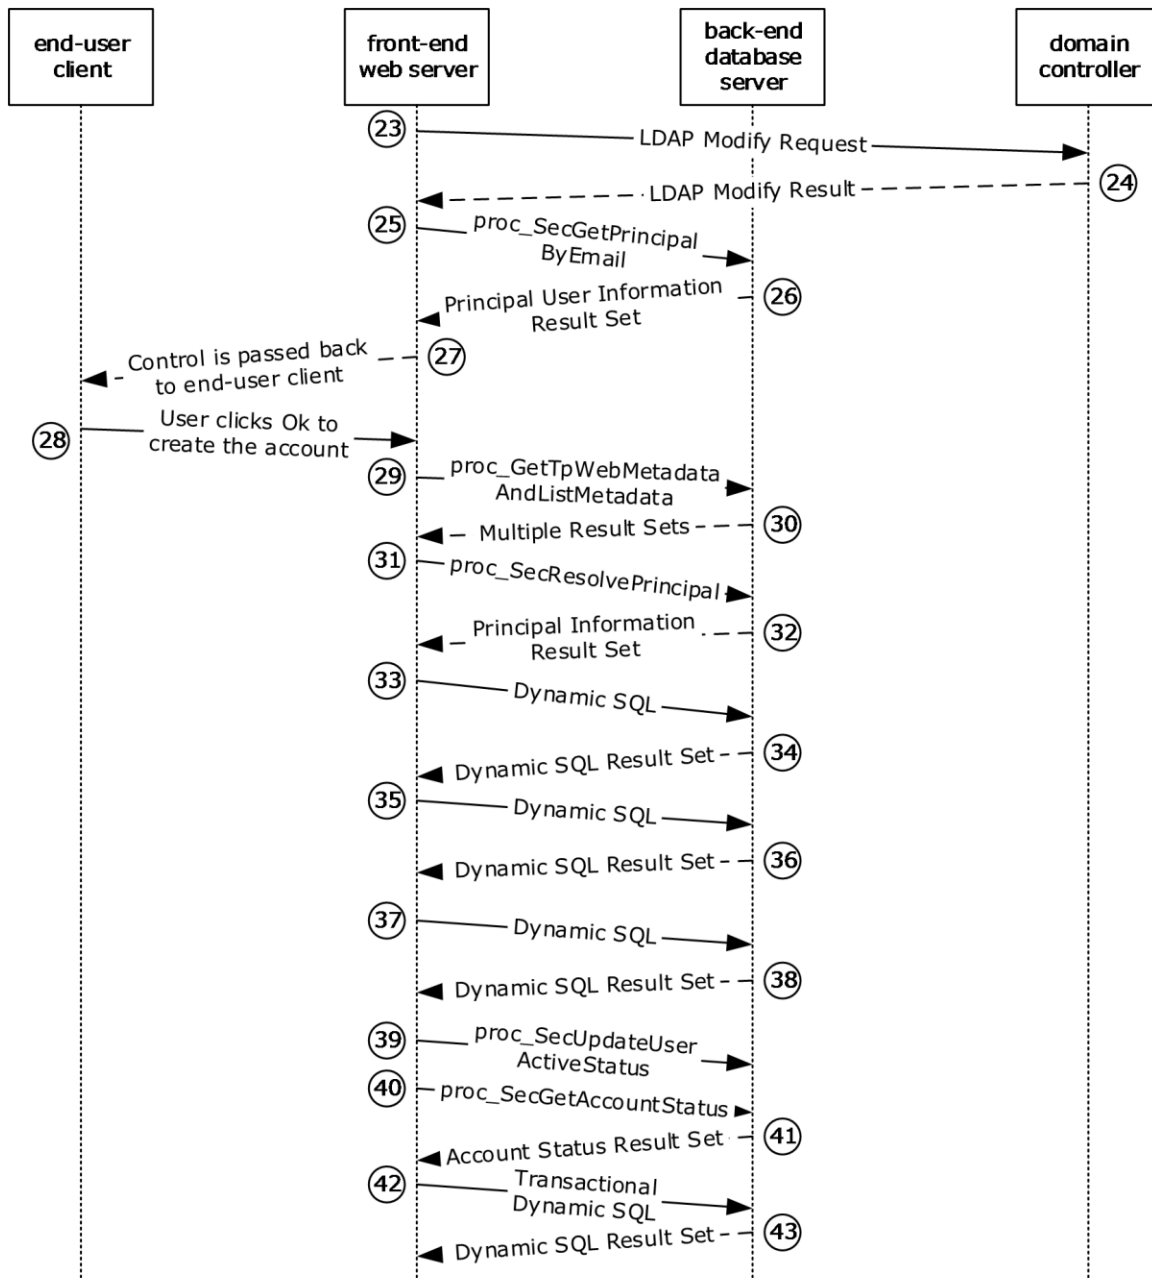 end-user
client
front-end
web server
back-end
database
server
domain
controller
23
LDAP Modify Request
LDAP Modify Result
24
25
proc_SecGetPrincipal
ByEmail
Principal User Information
Result Set
26
Control is passed back
to end-user client
27
28
User clicks Ok to
create the account
29
proc_GetTpWebMetadata
AndListMetadata
Multiple Result Sets
30
31
proc_SecResolvePrincipal
Principal Information
Result Set
32
33
Dynamic SQL
Dynamic SQL Result Set
34
35
Dynamic SQL
Dynamic SQL Result Set
36
37
Dynamic SQL
Dynamic SQL Result Set
38
39
proc_SecUpdateUser
ActiveStatus
40
proc_SecGetAccountStatus
Account Status Result Set
41
42
Transactional
Dynamic SQL
Dynamic SQL Result Set
43